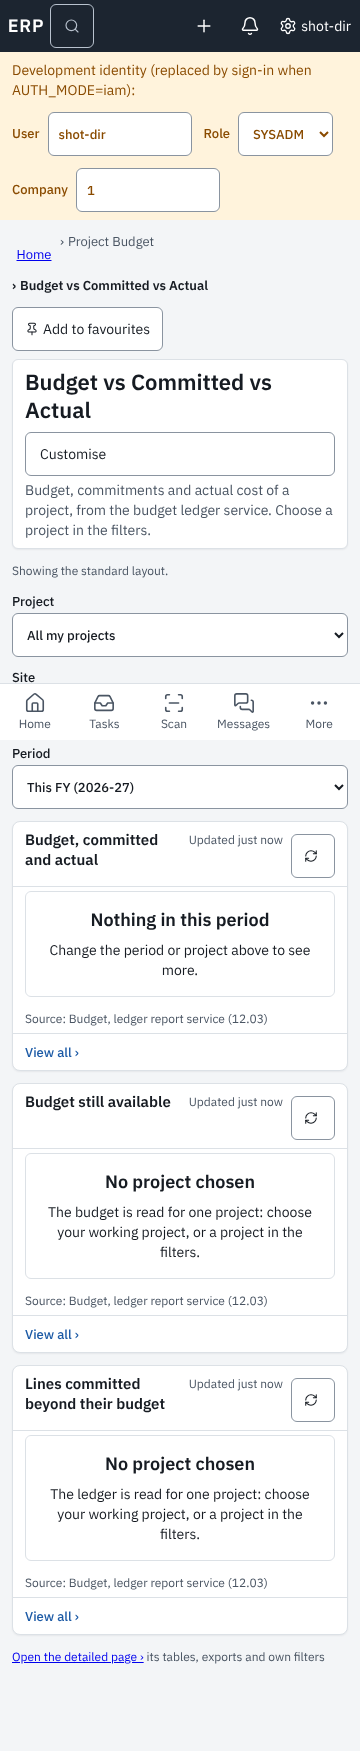 ERP
shot-dir
Development identity (replaced by sign-in when
AUTH_MODE=iam):
User shot-dir Role SYSADM
Company 1
Home › Project Budget
› Budget vs Committed vs Actual
Add to favourites
Budget vs Committed vs
Actual
Customise
Budget, commitments and actual cost of a
project, from the budget ledger service. Choose a
project in the filters.
Showing the standard layout.
Project
All my projects
Site
Home Tasks Scan Messages More
Period
This FY (2026-27)
Budget, committed
and actual
Updated just now
Nothing in this period
Change the period or project above to see
more.
Source: Budget, ledger report service (12.03)
View all ›
Budget still available
Updated just now
No project chosen
The budget is read for one project: choose
your working project, or a project in the
filters.
Source: Budget, ledger report service (12.03)
View all ›
Lines committed
beyond their budget
Updated just now
No project chosen
The ledger is read for one project: choose
your working project, or a project in the
filters.
Source: Budget, ledger report service (12.03)
View all ›
Open the detailed page › its tables, exports and own filters